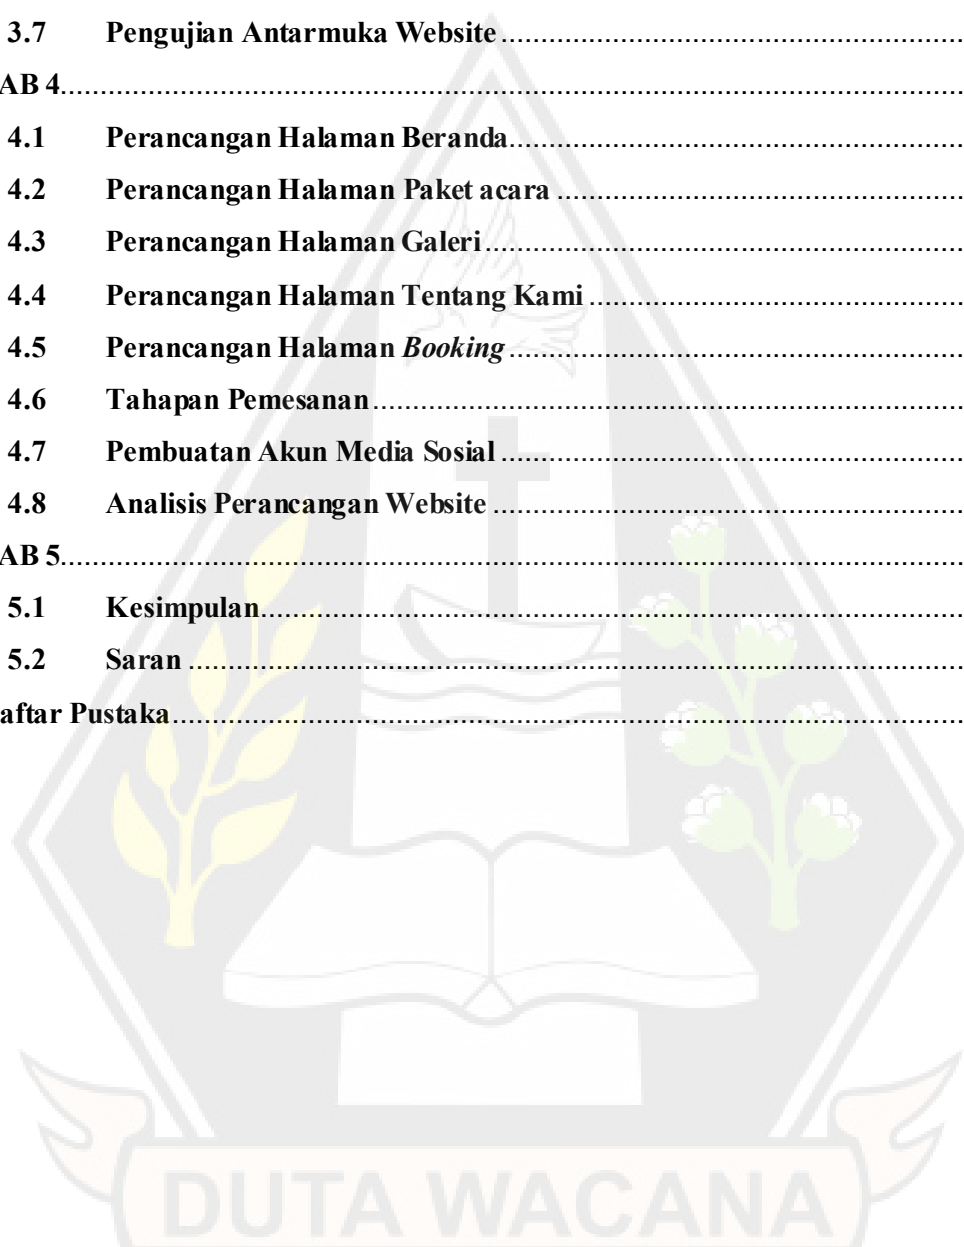 3.7 Pengujian Antarmuka Website........................................................
AB 4........................................................
4.1 Perancangan Halaman Beranda........................................................
4.2 Perancangan Halaman Paket acara........................................................
4.3 Perancangan Halaman Galeri........................................................
4.4 Perancangan Halaman Tentang Kami........................................................
4.5 Perancangan Halaman Booking........................................................
4.6 Tahapan Pemesanan........................................................
4.7 Pembuatan Akun Media Sosial........................................................
4.8 Analisis Perancangan Website........................................................
AB 5........................................................
5.1 Kesimpulan........................................................
5.2 Saran........................................................
aftar Pustaka........................................................
DUTA WACANA